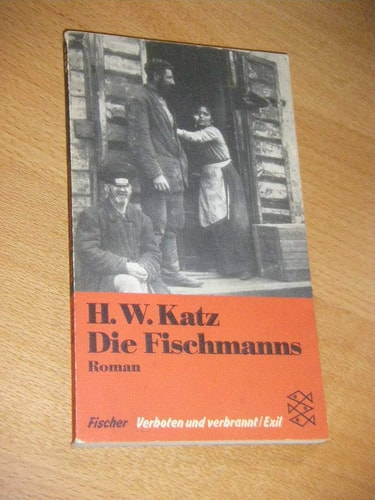 H. W. Katz
Die Fischmanns
Roman
Fischer Verboten und verbrannt/Exil